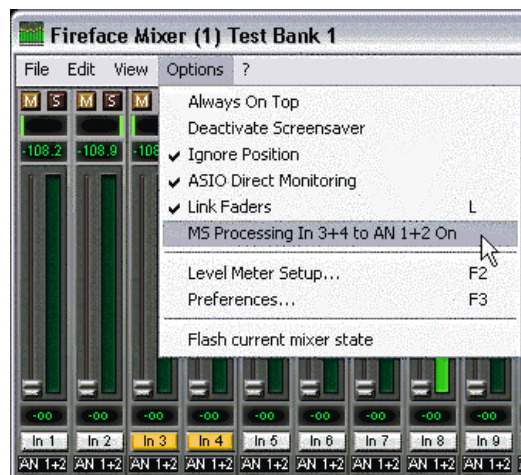 Fireface Mixer (1) Test Bank 1
File Edit View Options ?
M S M S M
-108.2 -108.9 -108
Always On Top
Deactivate Screensaver
✓ Ignore Position
✓ ASIO Direct Monitoring
✓ Link Faders L
MS Processing In 3+4 to AN 1+2 On
Level Meter Setup... F2
Preferences... F3
Flash current mixer state
-oo -oo -oo -oo -oo -oo -oo -oo -oo
In 1 In 2 In 3 In 4 In 5 In 6 In 7 In 8 In 9
AN 1+2 AN 1+2 AN 1+2 AN 1+2 AN 1+2 AN 1+2 AN 1+2 AN 1+2 AN 1+2